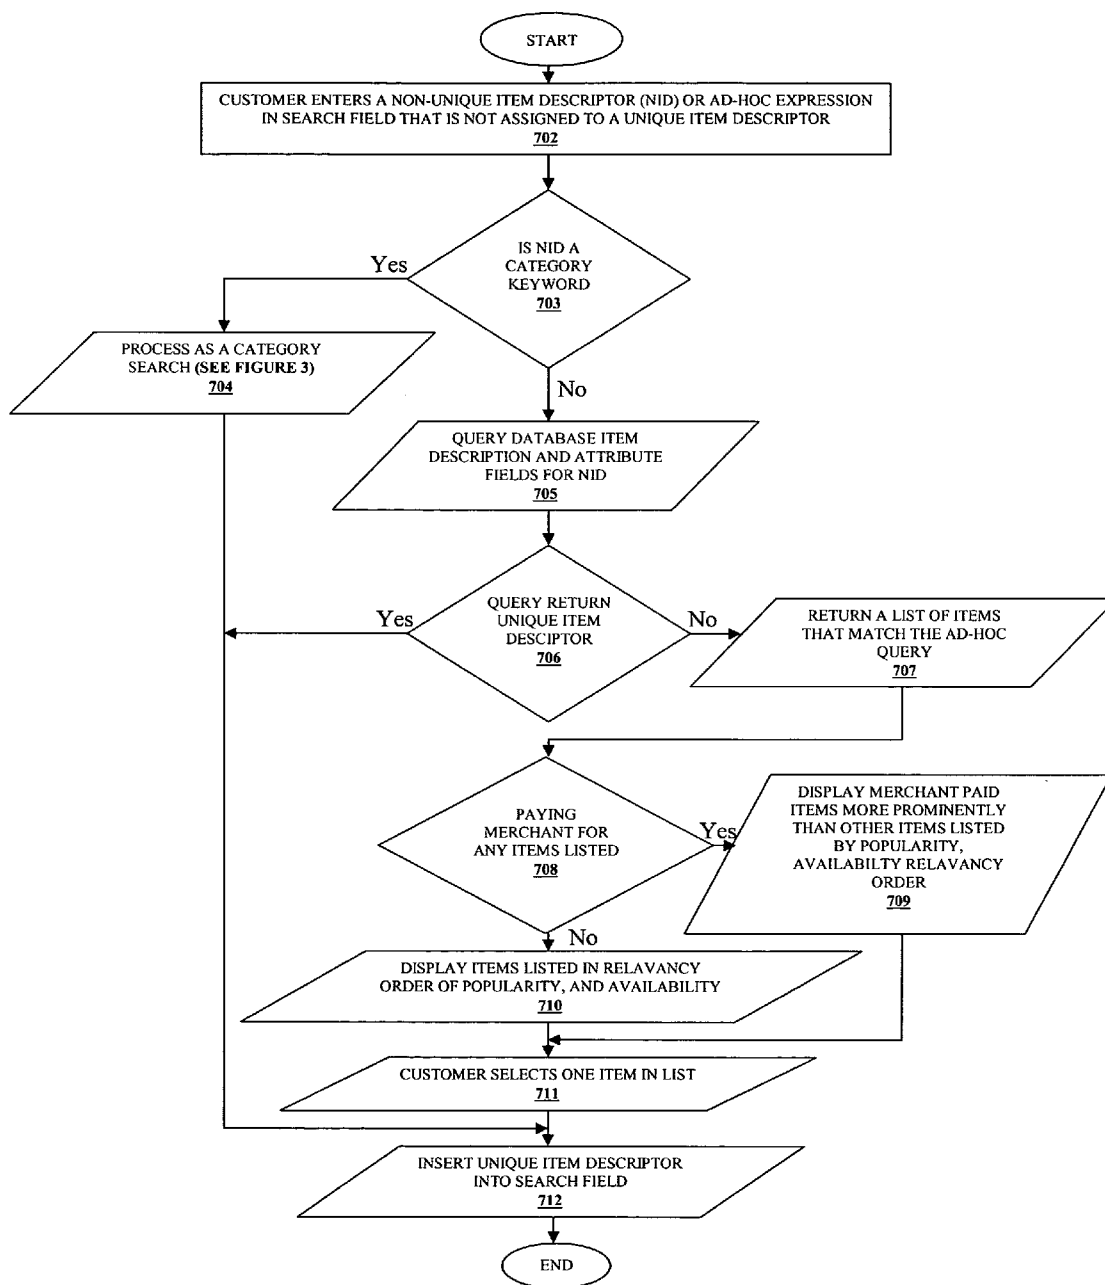 START
CUSTOMER ENTERS A NON-UNIQUE ITEM DESCRIPTOR (NID) OR AD-HOC EXPRESSION
IN SEARCH FIELD THAT IS NOT ASSIGNED TO A UNIQUE ITEM DESCRIPTOR
702
IS NID A
CATEGORY
KEYWORD
703
Yes
PROCESS AS A CATEGORY
SEARCH (SEE FIGURE 3)
704
No
QUERY DATABASE ITEM
DESCRIPTION AND ATTRIBUTE
FIELDS FOR NID
705
Yes
QUERY RETURN
UNIQUE ITEM
DESCIPTOR
706
No
RETURN A LIST OF ITEMS
THAT MATCH THE AD-HOC
QUERY
707
PAYING
MERCHANT FOR
ANY ITEMS LISTED
708
Yes
DISPLAY MERCHANT PAID
ITEMS MORE PROMINENTLY
THAN OTHER ITEMS LISTED
BY POPULARITY,
AVAILABILTY RELAVANCY
ORDER
709
No
DISPLAY ITEMS LISTED IN RELAVANCY
ORDER OF POPULARITY, AND AVAILABILITY
710
CUSTOMER SELECTS ONE ITEM IN LIST
711
INSERT UNIQUE ITEM DESCRIPTOR
INTO SEARCH FIELD
712
END